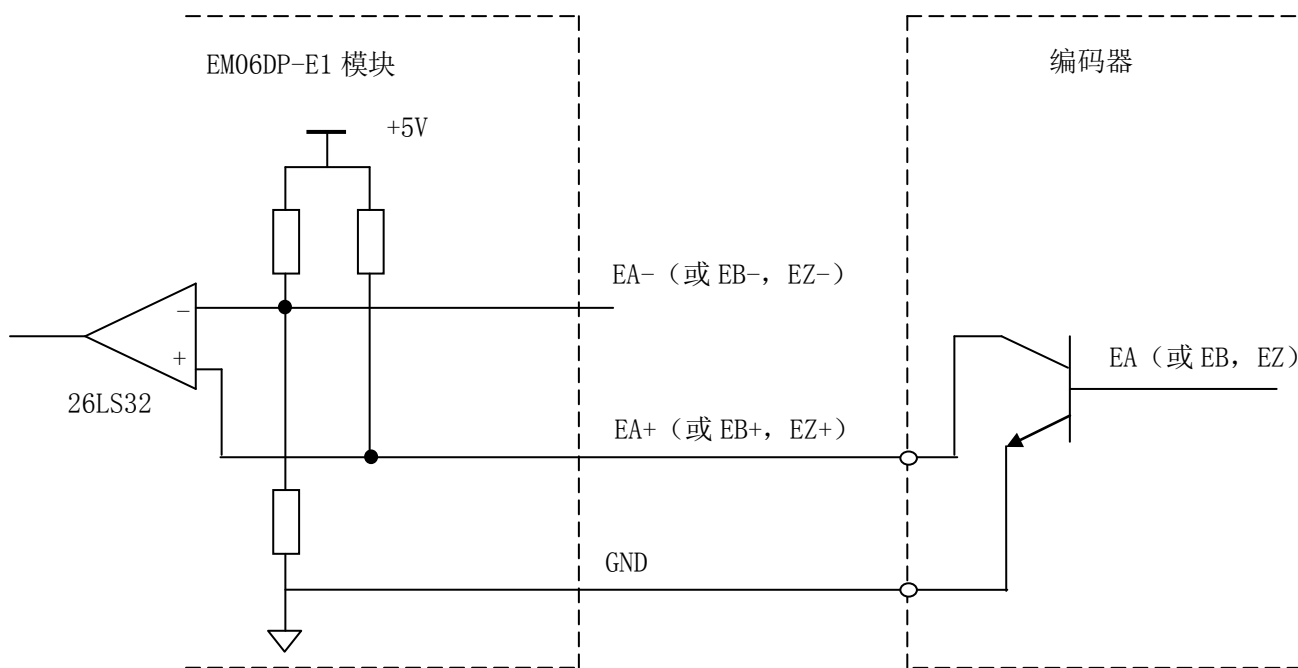 EM06DP-E1 模块
编码器
+5V
EA-（或 EB-，EZ-）
-
+
EA（或 EB，EZ）
26LS32
EA+（或 EB+，EZ+）
GND